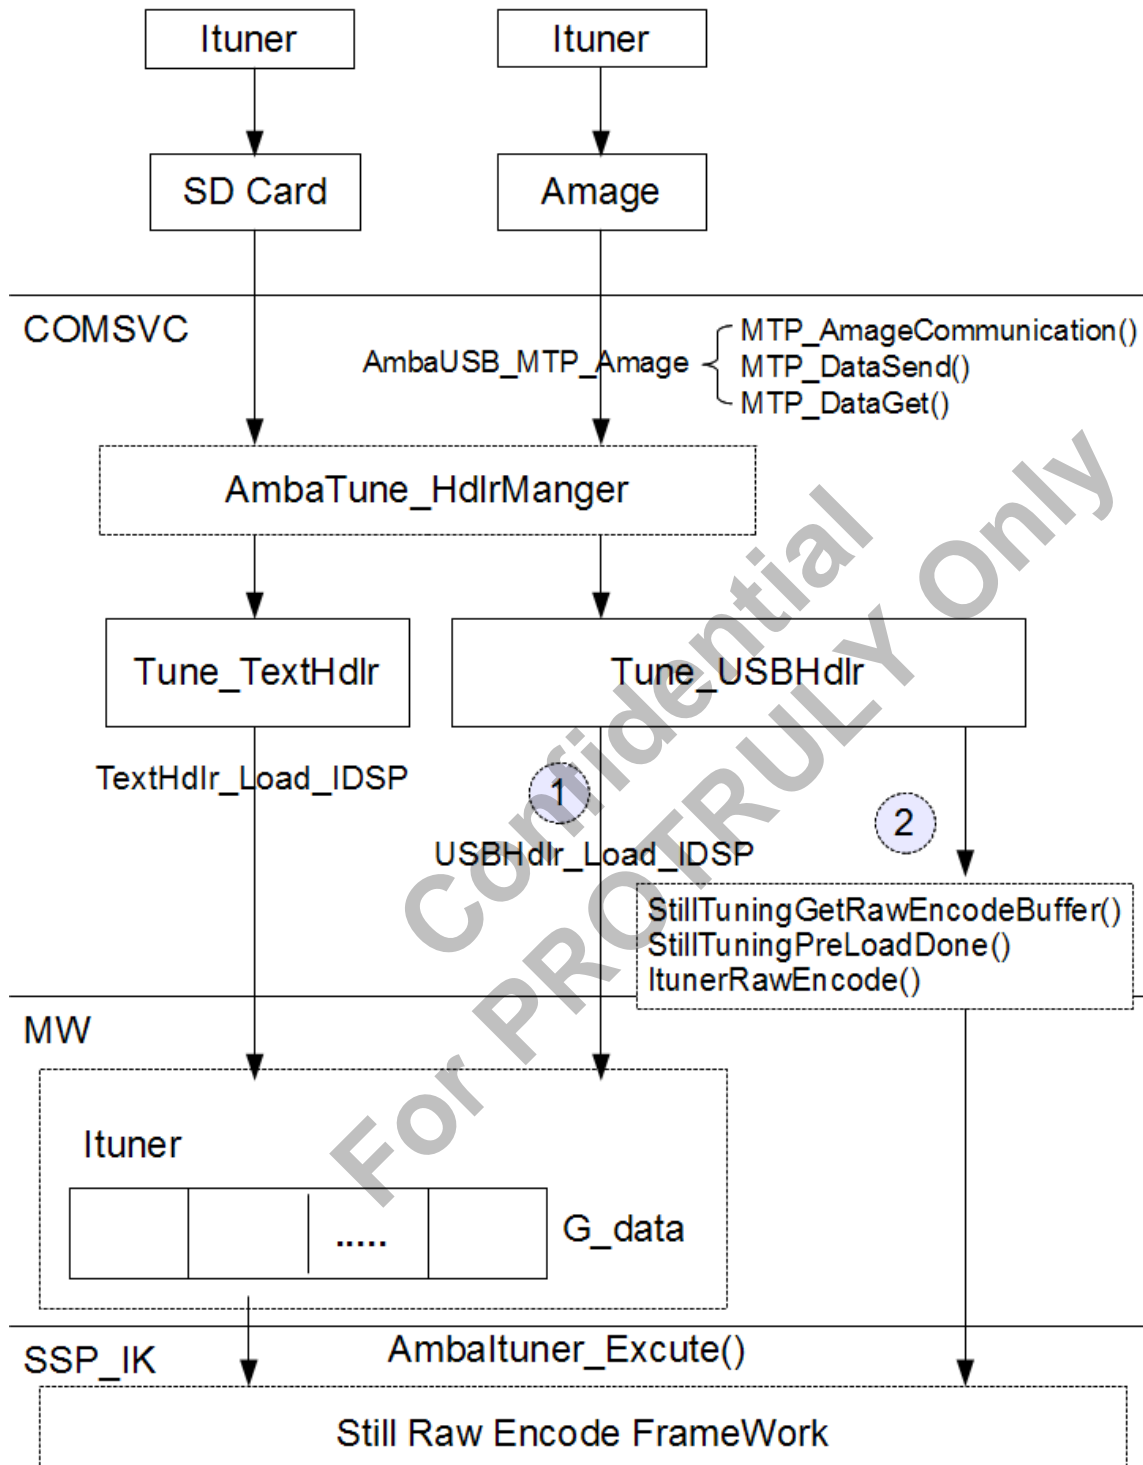 Ituner
Ituner
SD Card
Amage
COMSVC
AmbaUSB_MTP_Amage
MTP_AmageCommunication()
MTP_DataSend()
MTP_DataGet()
AmbaTune_HdlrManger
Tune_TextHdlr
Tune_USBHdlr
TextHdlr_Load_IDSP
1
2
USBHdlr_Load_IDSP
StillTuningGetRawEncodeBuffer()
StillTuningPreLoadDone()
ItunerRawEncode()
MW
Ituner
.....
G_data
SSP_IK
AmbaItuner_Excute()
Still Raw Encode FrameWork
Confidential
For PROTRULY Only